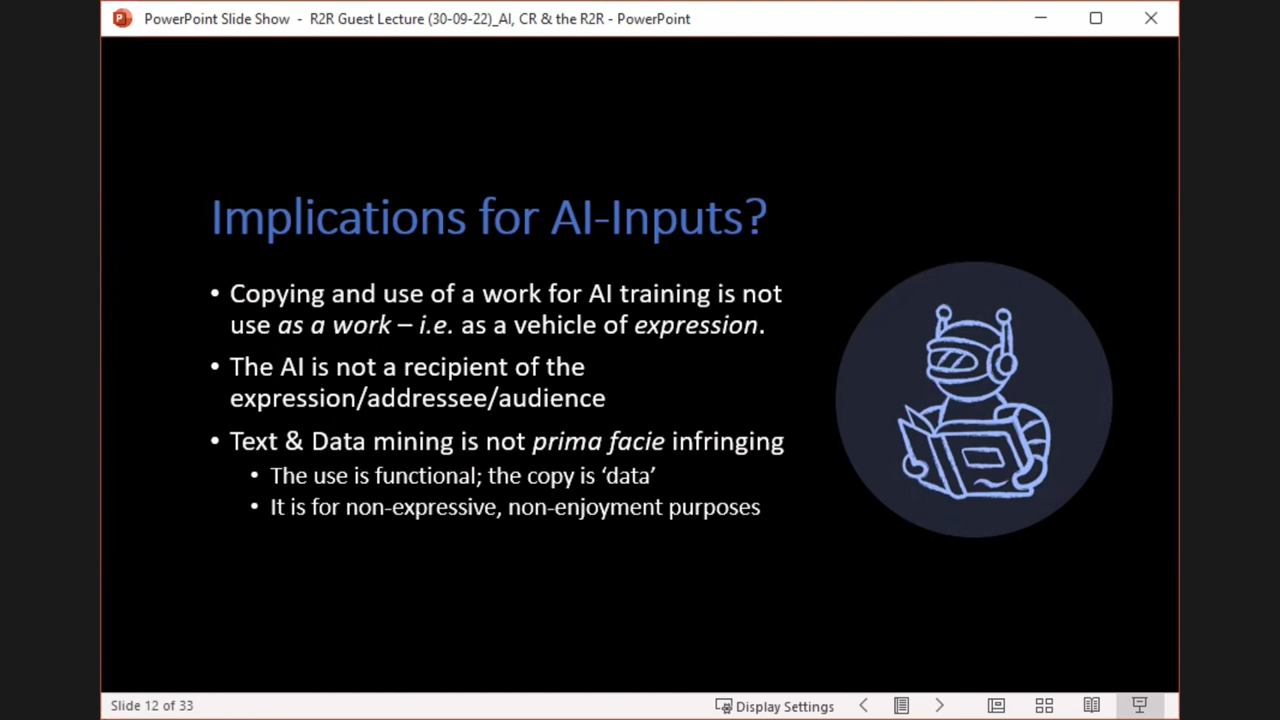 PowerPoint Slide Show - R2R Guest Lecture (30-09-22)_AI, CR & the R2R - PowerPoint
Implications for AI-Inputs?
• Copying and use of a work for AI training is not
use as a work – i.e. as a vehicle of expression.
• The AI is not a recipient of the
expression/addressee/audience
• Text & Data mining is not prima facie infringing
• The use is functional; the copy is ‘data’
• It is for non-expressive, non-enjoyment purposes
Slide 12 of 33
Display Settings